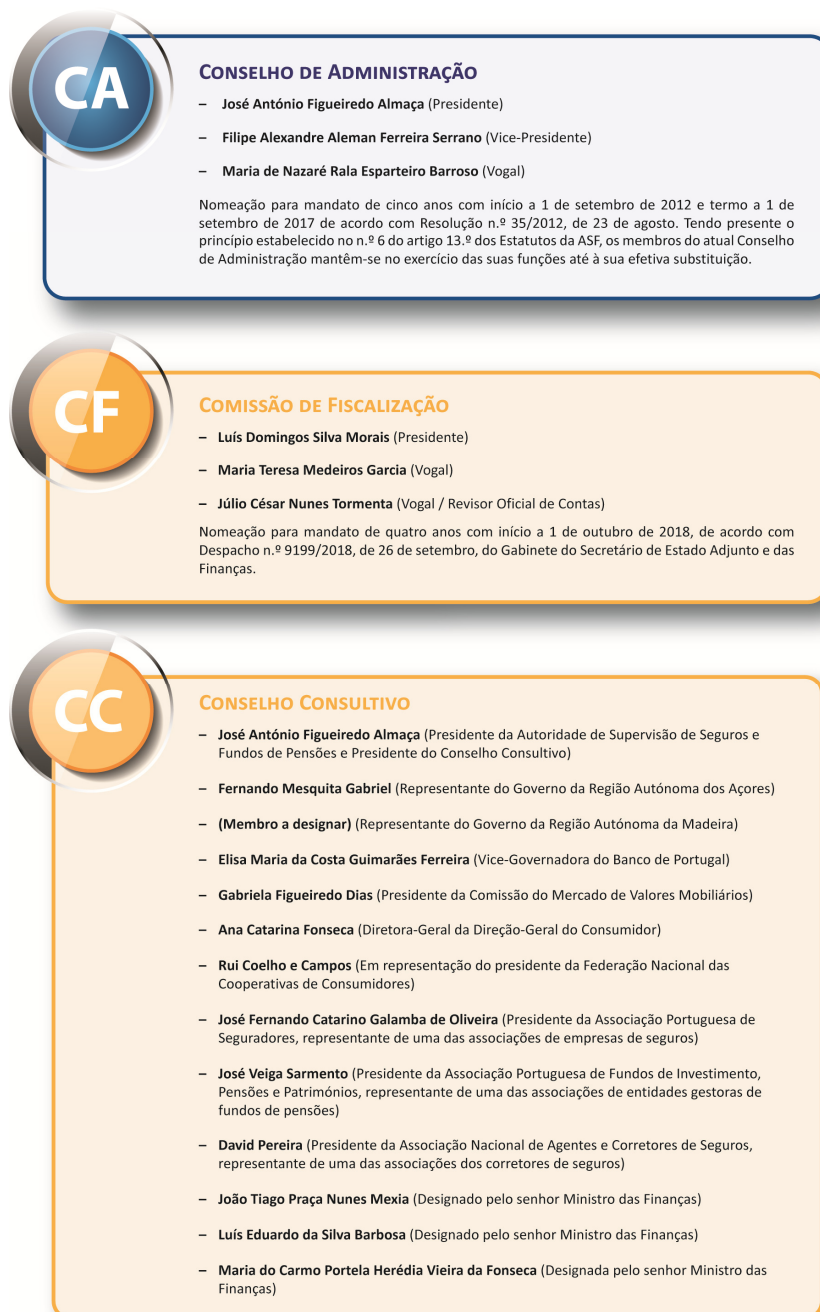 CA
CONSELHO DE ADMINISTRAÇÃO
– José António Figueiredo Almaça (Presidente)
– Filipe Alexandre Aleman Ferreira Serrano (Vice-Presidente)
– Maria de Nazaré Rala Esparteiro Barroso (Vogal)
Nomeação para mandato de cinco anos com início a 1 de setembro de 2012 e termo a 1 de
setembro de 2017 de acordo com Resolução n.º 35/2012, de 23 de agosto. Tendo presente o
princípio estabelecido no n.º 6 do artigo 13.º dos Estatutos da ASF, os membros do atual Conselho
de Administração mantêm-se no exercício das suas funções até à sua efetiva substituição.
CF
COMISSÃO DE FISCALIZAÇÃO
– Luís Domingos Silva Morais (Presidente)
– Maria Teresa Medeiros Garcia (Vogal)
– Júlio César Nunes Tormenta (Vogal / Revisor Oficial de Contas)
Nomeação para mandato de quatro anos com início a 1 de outubro de 2018, de acordo com
Despacho n.º 9199/2018, de 26 de setembro, do Gabinete do Secretário de Estado Adjunto e das
Finanças.
CC
CONSELHO CONSULTIVO
– José António Figueiredo Almaça (Presidente da Autoridade de Supervisão de Seguros e
Fundos de Pensões e Presidente do Conselho Consultivo)
– Fernando Mesquita Gabriel (Representante do Governo da Região Autónoma dos Açores)
– (Membro a designar) (Representante do Governo da Região Autónoma da Madeira)
– Elisa Maria da Costa Guimarães Ferreira (Vice-Governadora do Banco de Portugal)
– Gabriela Figueiredo Dias (Presidente da Comissão do Mercado de Valores Mobiliários)
– Ana Catarina Fonseca (Diretora-Geral da Direção-Geral do Consumidor)
– Rui Coelho e Campos (Em representação do presidente da Federação Nacional das
Cooperativas de Consumidores)
– José Fernando Catarino Galamba de Oliveira (Presidente da Associação Portuguesa de
Seguradores, representante de uma das associações de empresas de seguros)
– José Veiga Sarmento (Presidente da Associação Portuguesa de Fundos de Investimento,
Pensões e Patrimónios, representante de uma das associações de entidades gestoras de
fundos de pensões)
– David Pereira (Presidente da Associação Nacional de Agentes e Corretores de Seguros,
representante de uma das associações dos corretores de seguros)
– João Tiago Praça Nunes Mexia (Designado pelo senhor Ministro das Finanças)
– Luís Eduardo da Silva Barbosa (Designado pelo senhor Ministro das Finanças)
– Maria do Carmo Portela Herédia Vieira da Fonseca (Designada pelo senhor Ministro das
Finanças)